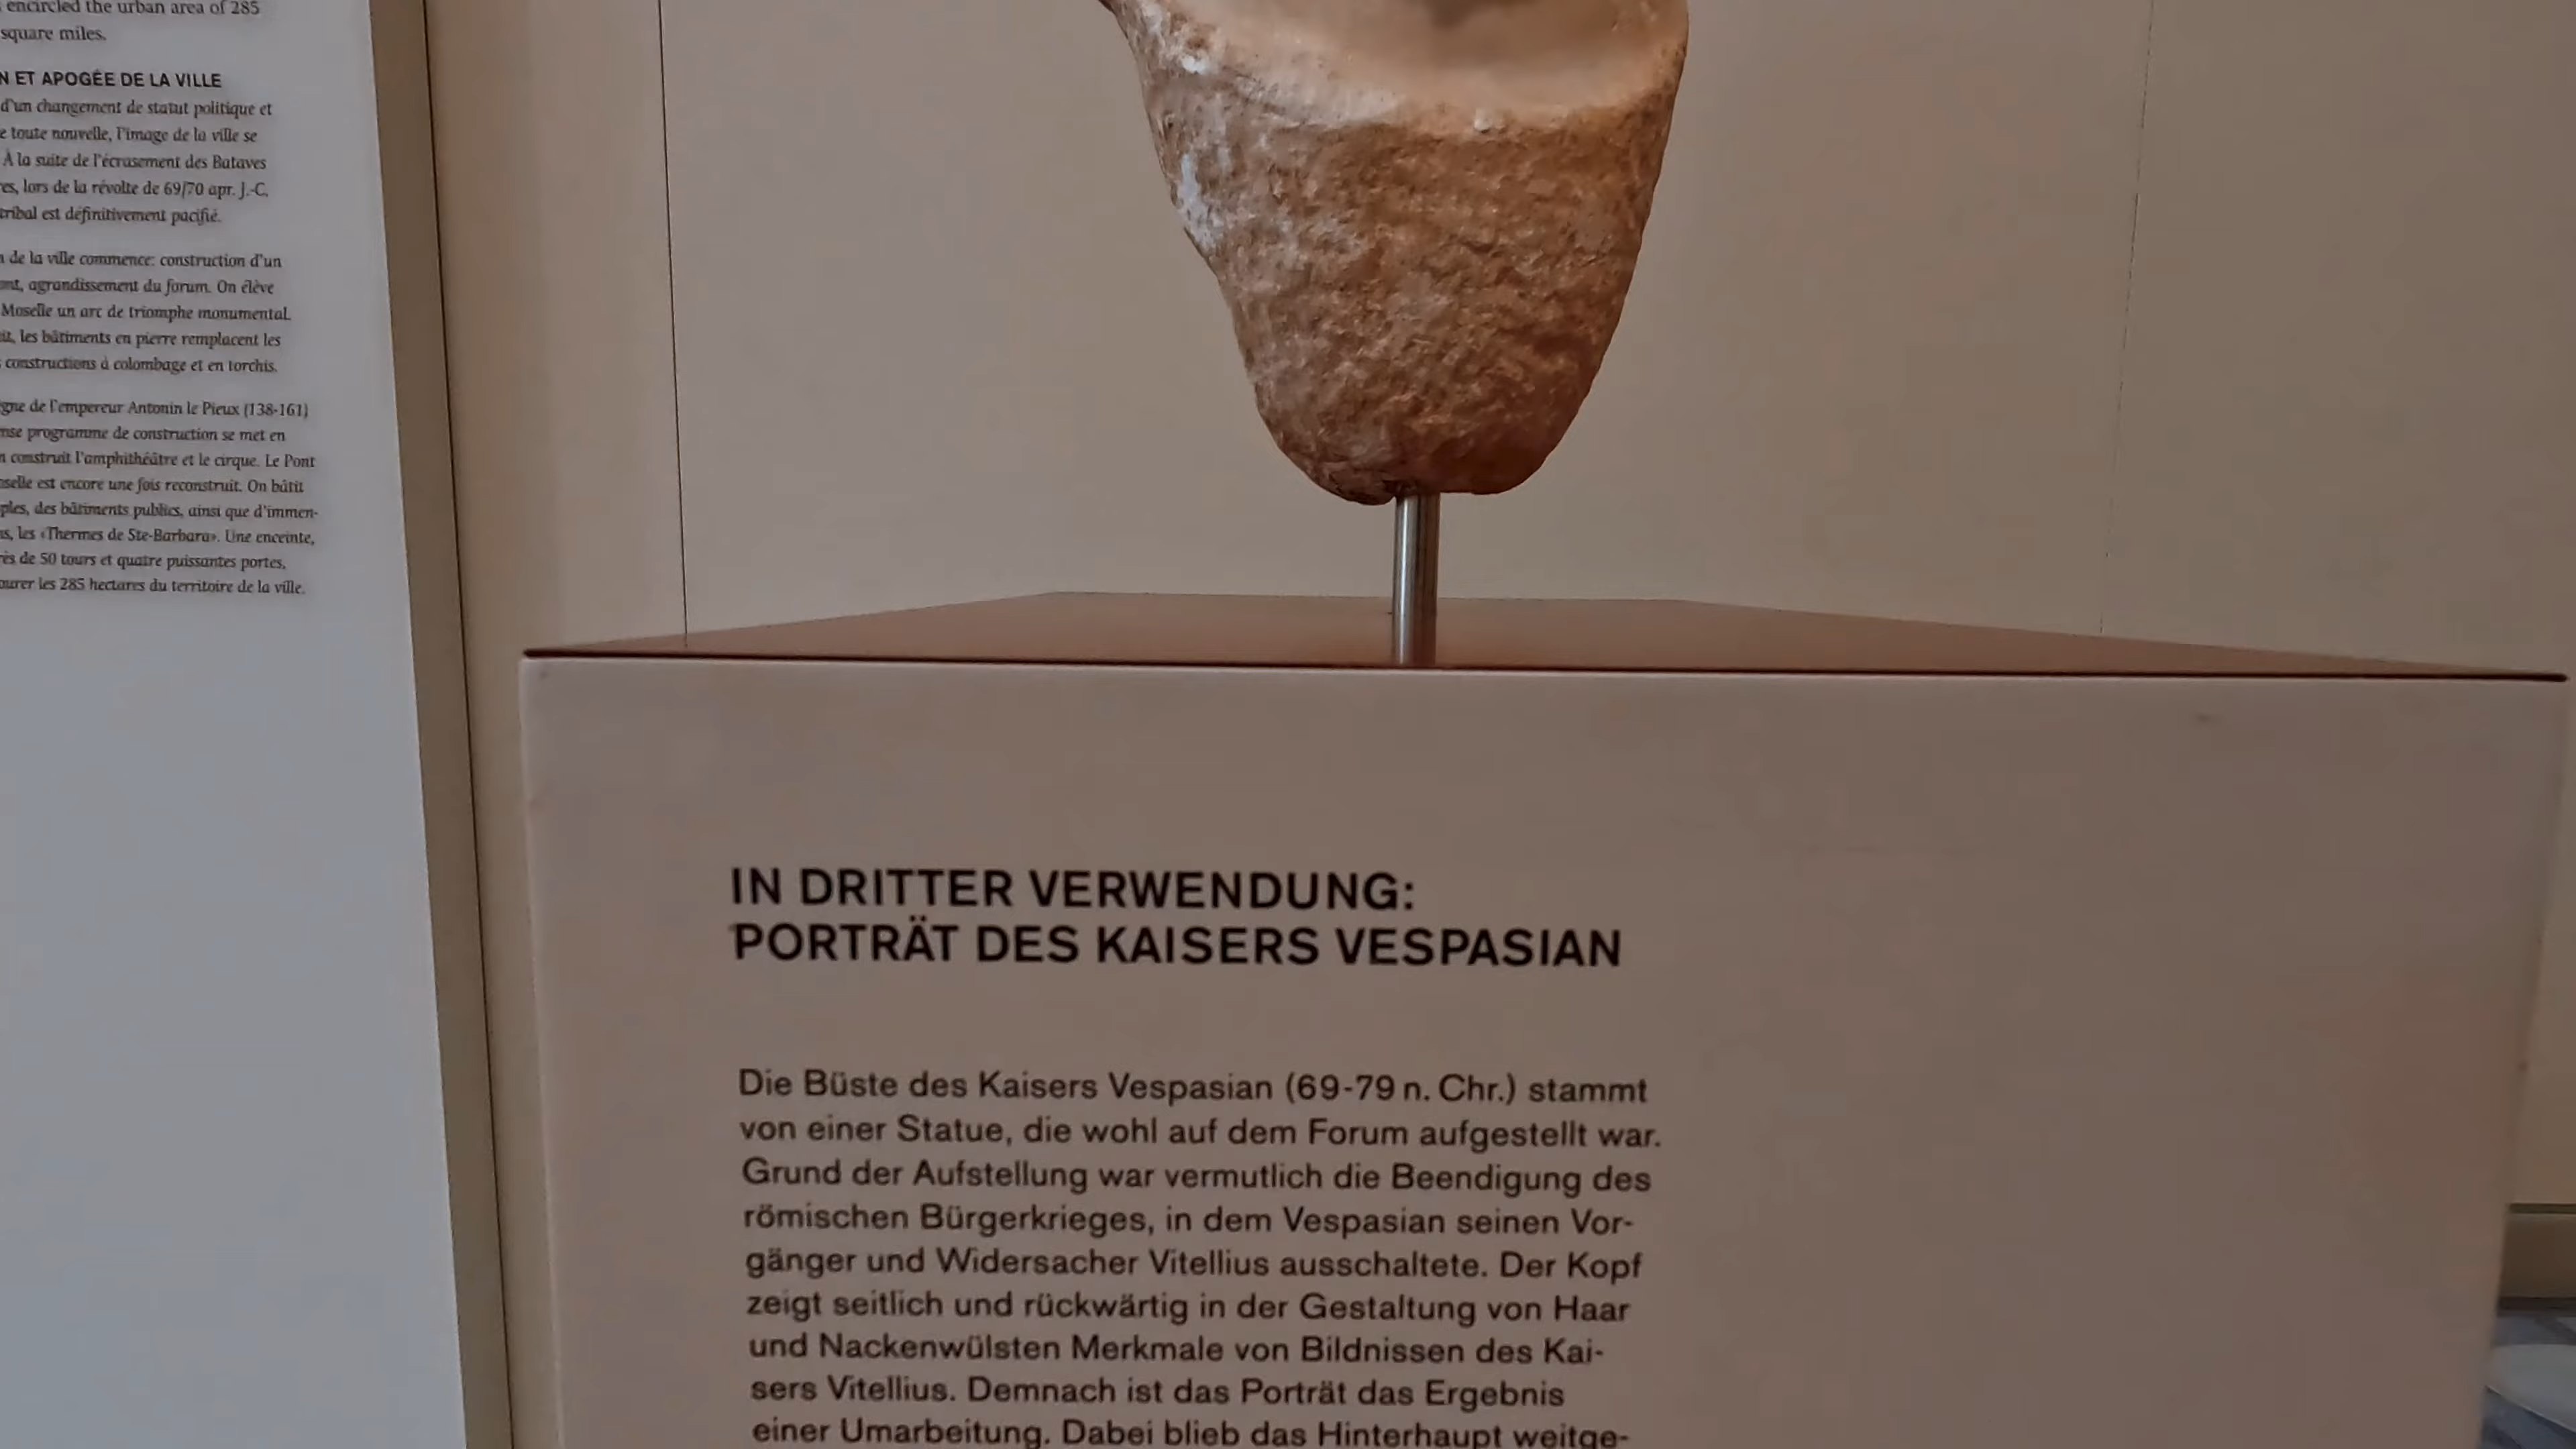 encircled the urban area of 285
square miles.
N ET APOGÉE DE LA VILLE
d'un changement de statut politique et
e toute nouvelle, l'image de la ville se
À la suite de l'écrasement des Bataves
es, lors de la révolte de 69/70 apr. J.-C.
tribal est définitivement pacifié.
de la ville commence: construction d'un
ont, agrandissement du forum. On élève
Moselle un arc de triomphe monumental.
it, les bâtiments en pierre remplacent les
constructions à colombage et en torchis.
gne de l'empereur Antonin le Pieux (138-161)
nse programme de construction se met en
construit l'amphithéâtre et le cirque. Le Pont
selle est encore une fois reconstruit. On bâtit
ples, des bâtiments publics, ainsi que d'immen-
s, les «Thermes de Ste-Barbara». Une enceinte,
ès de 50 tours et quatre puissantes portes,
ourer les 285 hectares du territoire de la ville.
IN DRITTER VERWENDUNG:
PORTRÄT DES KAISERS VESPASIAN
Die Büste des Kaisers Vespasian (69-79 n. Chr.) stammt
von einer Statue, die wohl auf dem Forum aufgestellt war.
Grund der Aufstellung war vermutlich die Beendigung des
römischen Bürgerkrieges, in dem Vespasian seinen Vor-
gänger und Widersacher Vitellius ausschaltete. Der Kopf
zeigt seitlich und rückwärtig in der Gestaltung von Haar
und Nackenwülsten Merkmale von Bildnissen des Kai-
sers Vitellius. Demnach ist das Porträt das Ergebnis
einer Umarbeitung. Dabei blieb das Hinterhaupt weitge-